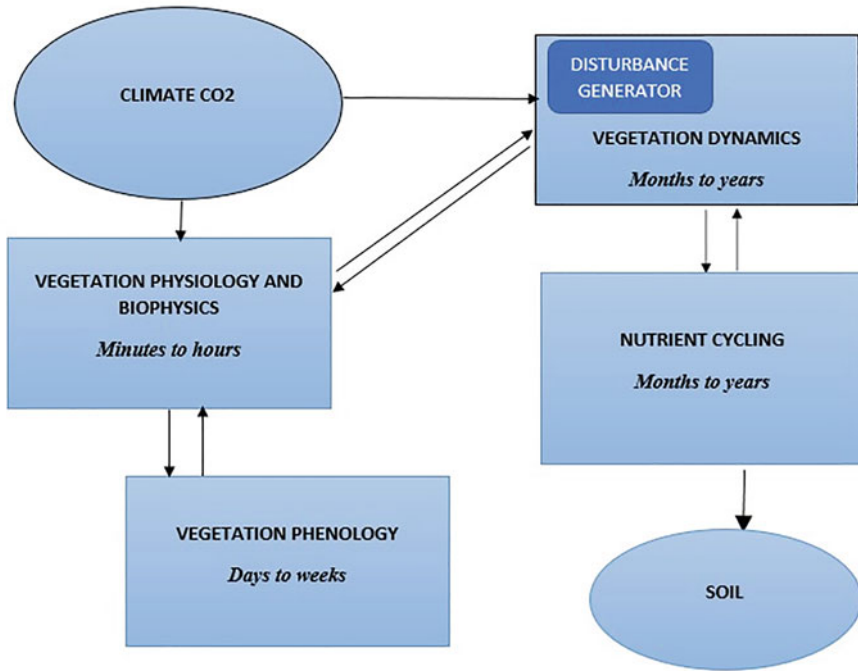 CLIMATE CO2
DISTURBANCE
GENERATOR
VEGETATION DYNAMICS
Months to years
VEGETATION PHYSIOLOGY AND
BIOPHYSICS
Minutes to hours
NUTRIENT CYCLING
Months to years
VEGETATION PHENOLOGY
Days to weeks
SOIL